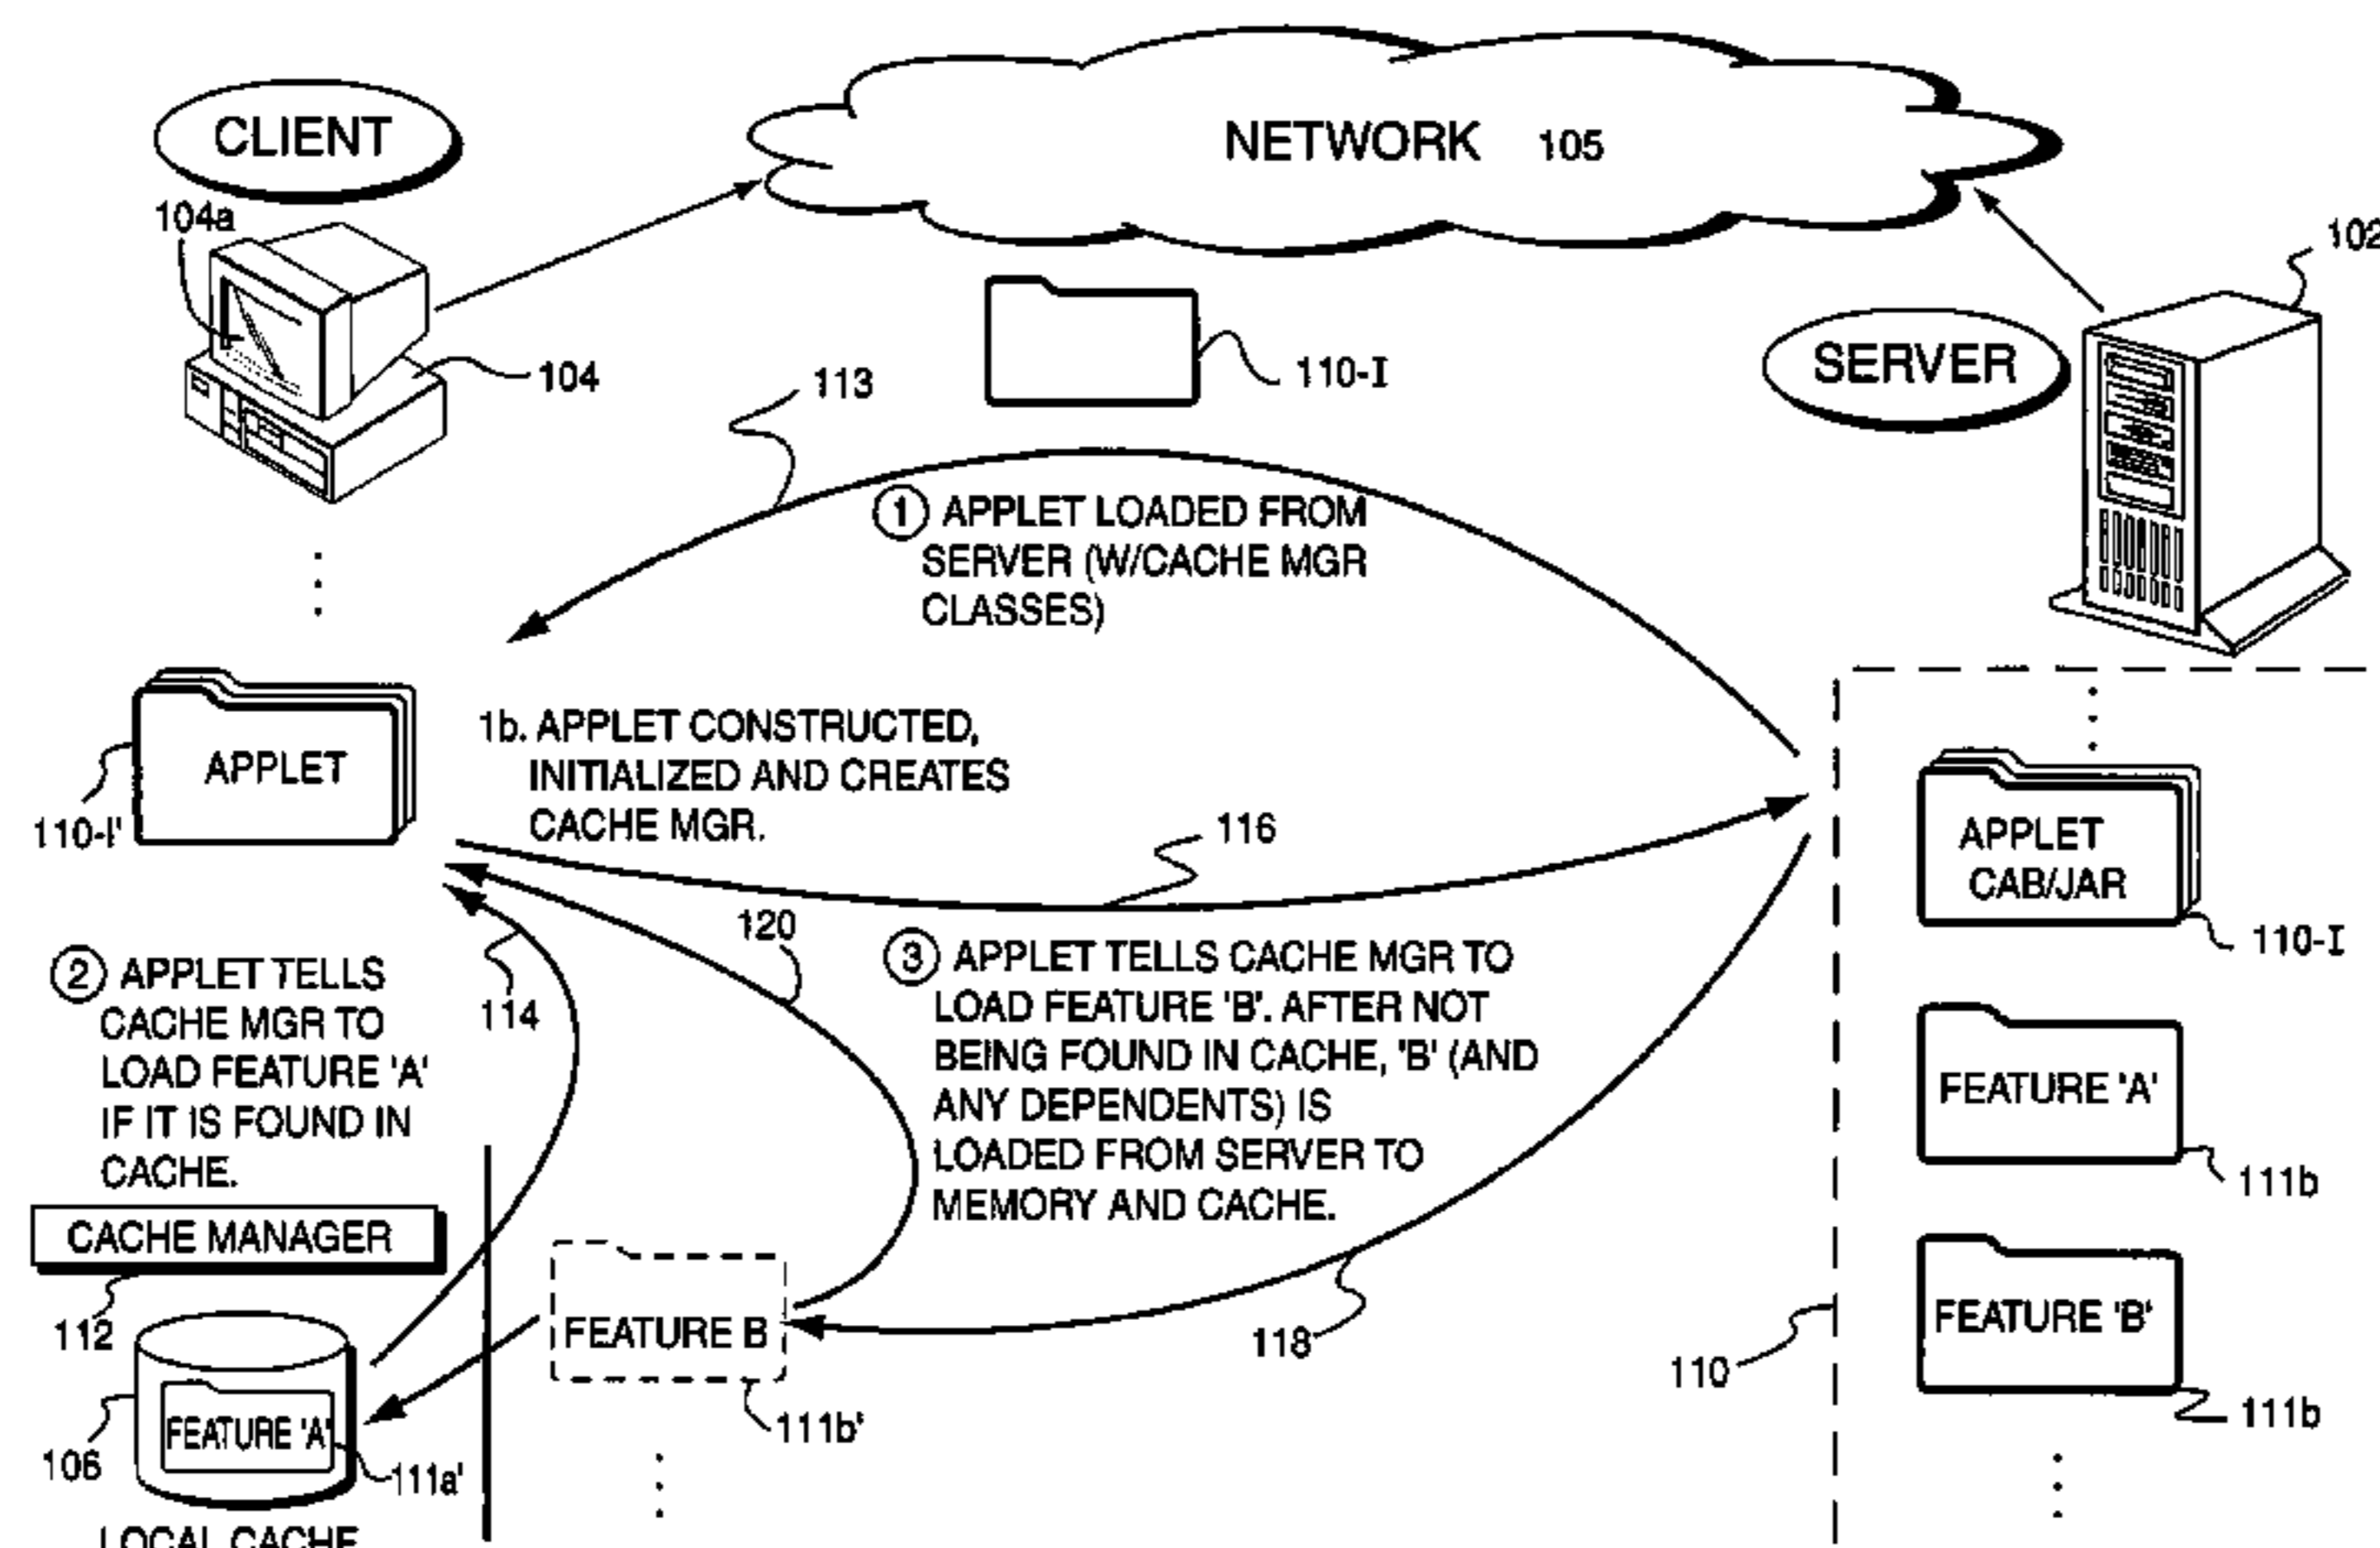 CLIENT
NETWORK 105
104a
102
104
113
110-I
SERVER
1 APPLET LOADED FROM
SERVER (W/CACHE MGR
CLASSES)
APPLET
110-I'
1b. APPLET CONSTRUCTED,
INITIALIZED AND CREATES
CACHE MGR.
116
APPLET
CAB/JAR
110-I
120
114
2 APPLET TELLS
CACHE MGR TO
LOAD FEATURE 'A'
IF IT IS FOUND IN
CACHE.
3 APPLET TELLS CACHE MGR TO
LOAD FEATURE 'B'. AFTER NOT
BEING FOUND IN CACHE, 'B' (AND
ANY DEPENDENTS) IS
LOADED FROM SERVER TO
MEMORY AND CACHE.
FEATURE 'A'
111b
CACHE MANAGER
112
FEATURE B
111b'
118
110
FEATURE 'B'
111b
FEATURE 'A'
106
111a'
LOCAL CACHE